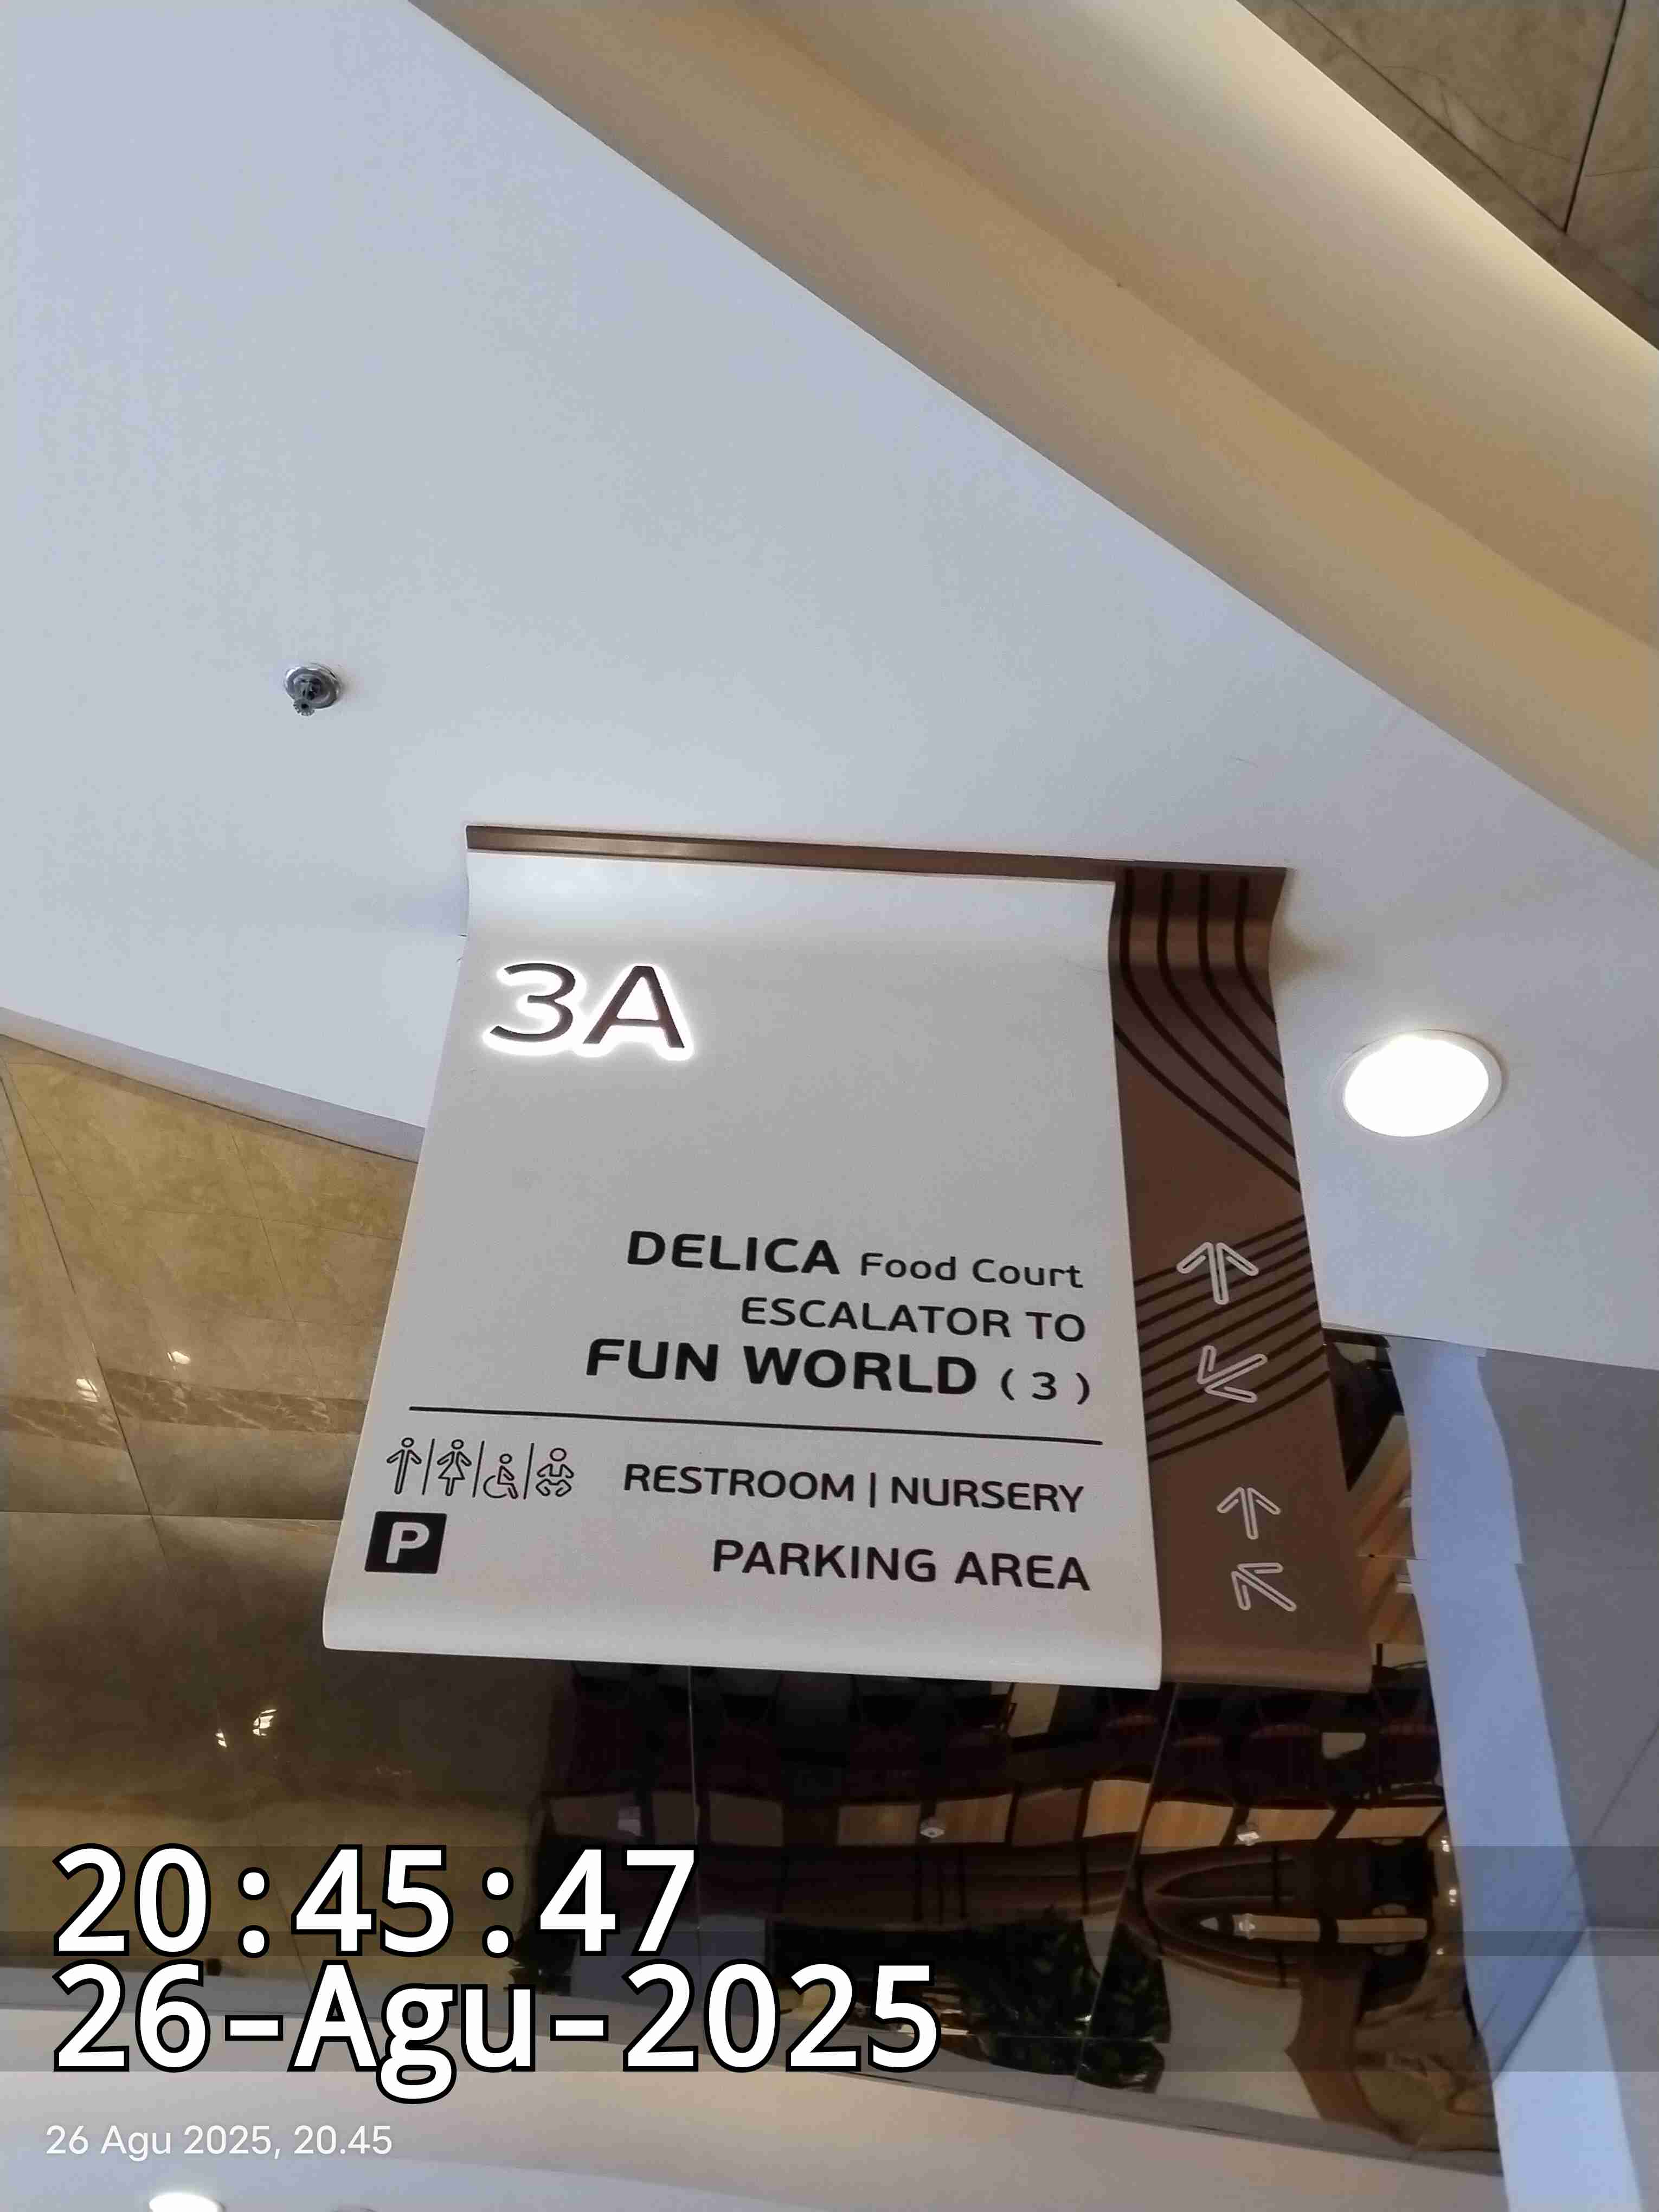 3A
DELICA Food Court
ESCALATOR TO
FUN WORLD ( 3 )
RESTROOM | NURSERY
P PARKING AREA
20:45:47
26-Agu-2025
26 Agu 2025, 20.45